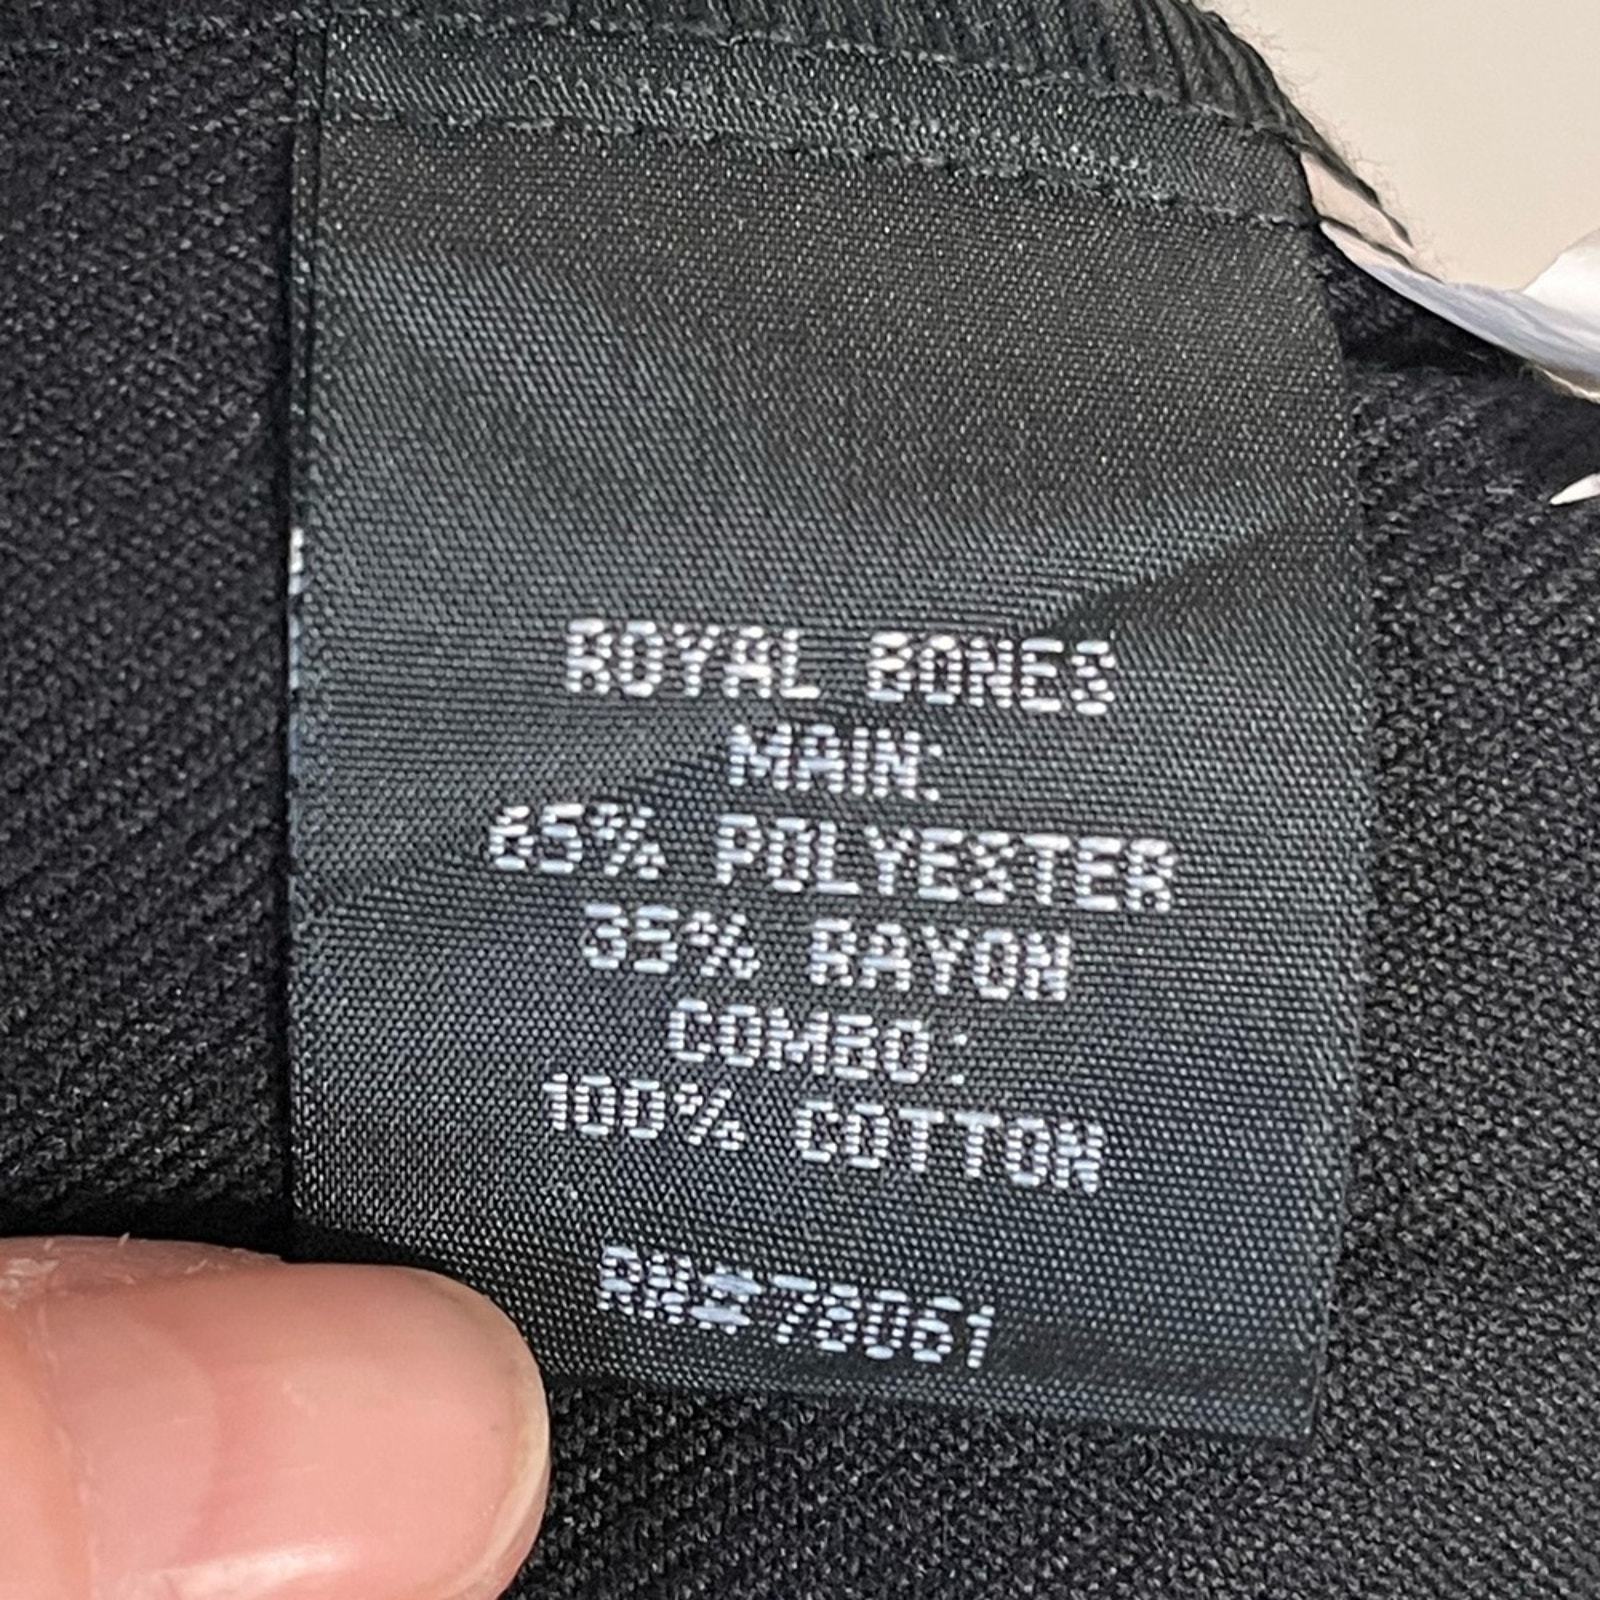 ROYAL BONES
MAIN:
65% POLYESTER
35% RAYON
COMBO:
100% COTTON
RN#78061